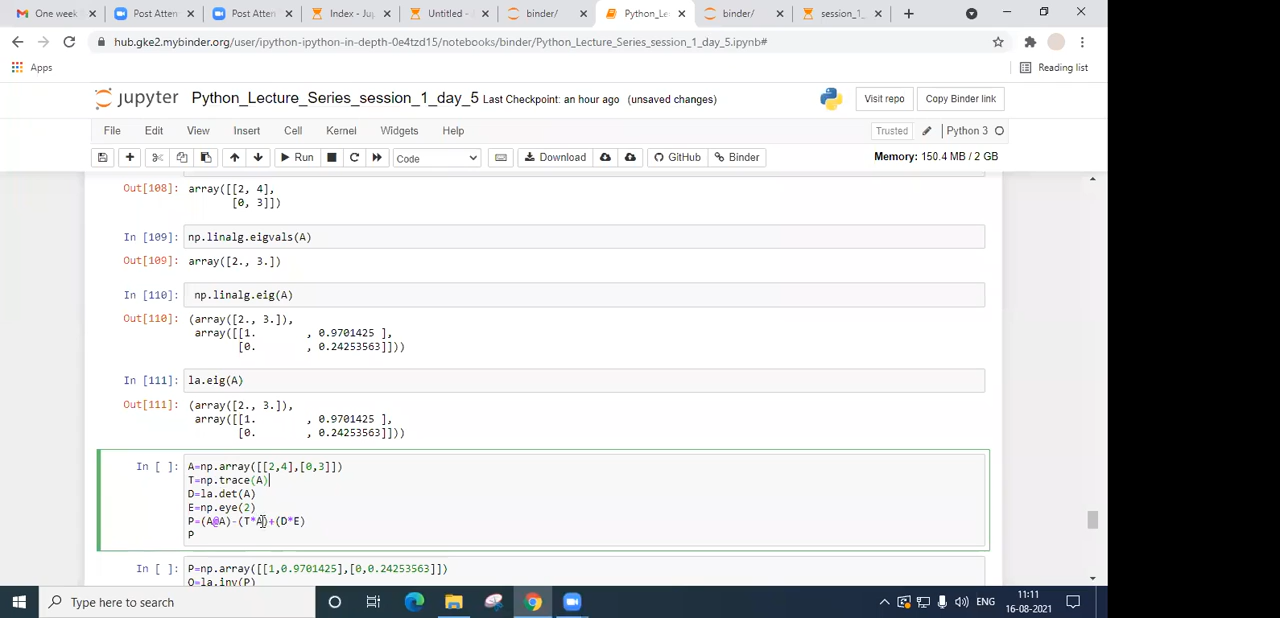 One week
Post Atten
Post Atten
Index - Ju
Untitled -
binder/
Python_Le
binder/
session_1_
hub.gke2.mybinder.org/user/ipython-ipython-in-depth-0e4tzd15/notebooks/binder/Python_Lecture_Series_session_1_day_5.ipynb#
Apps
Reading list
jupyter Python_Lecture_Series_session_1_day_5 Last Checkpoint: an hour ago (unsaved changes)
Visit repo
Copy Binder link
File Edit View Insert Cell Kernel Widgets Help
Trusted
Python 3
Run
Code
Download
GitHub
Binder
Memory: 150.4 MB / 2 GB
Out[108]: array([[2, 4],
[0, 3]])
In [109]: np.linalg.eigvals(A)
Out[109]: array([2., 3.])
In [110]: np.linalg.eig(A)
Out[110]: (array([2., 3.]),
array([[1. , 0.9701425 ],
[0. , 0.24253563]]))
In [111]: la.eig(A)
Out[111]: (array([2., 3.]),
array([[1. , 0.9701425 ],
[0. , 0.24253563]]))
In [ ]: A=np.array([[2,4],[0,3]])
T=np.trace(A)
D=la.det(A)
E=np.eye(2)
P=(A@A)-(T*A)+(D*E)
P
In [ ]: P=np.array([[1,0.9701425],[0,0.24253563]])
Q=la.inv(P)
Type here to search
ENG
11:11
16-08-2021